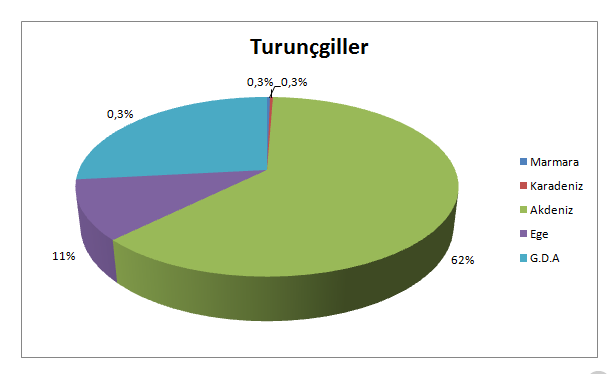 Turunçgiller
0,3%
0,3%
0,3%
11%
62%
Marmara
Karadeniz
Akdeniz
Ege
G.D.A